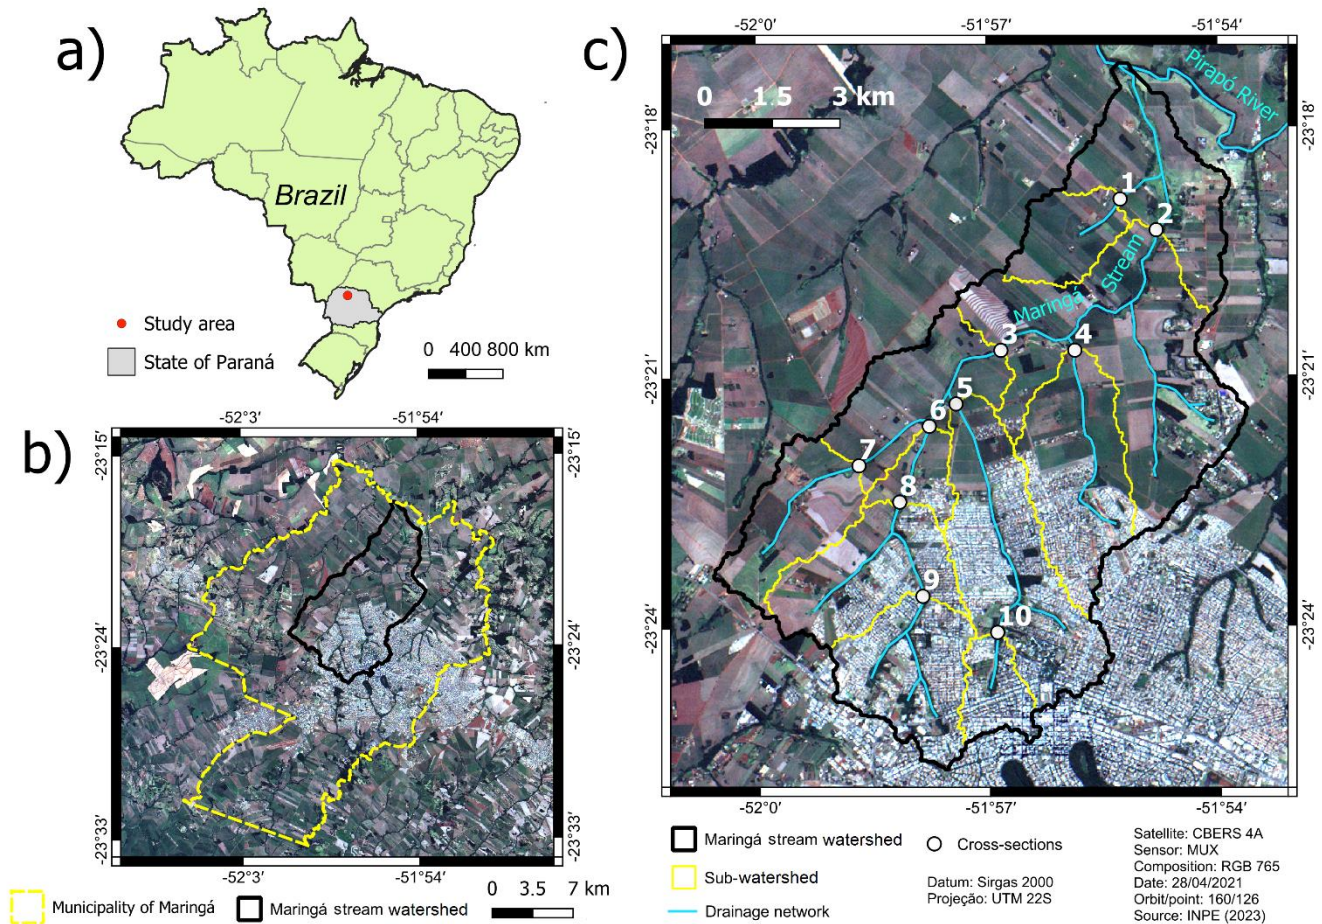 a)
Brazil
Study area
State of Paraná
0 400 800 km
b)
-52°3′ -51°54′
-23°15′ -23°15′
-23°24′ -23°24′
-23°33′ -23°33′
-52°3′ -51°54′
0 3.5 7 km
Municipality of Maringá
Maringá stream watershed
c)
-52°0′ -51°57′ -51°54′
0 1.5 3 km
Pirapó River
-23°18′ -23°18′
1
2
Maringá Stream
3
4
-23°21′ -23°21′
5
6
7
8
9
10
-23°24′ -23°24′
-52°0′ -51°57′ -51°54′
Maringá stream watershed
Sub-watershed
Drainage network
Cross-sections
Datum: Sirgas 2000
Projeção: UTM 22S
Satellite: CBERS 4A
Sensor: MUX
Composition: RGB 765
Date: 28/04/2021
Orbit/point: 160/126
Source: INPE (2023)